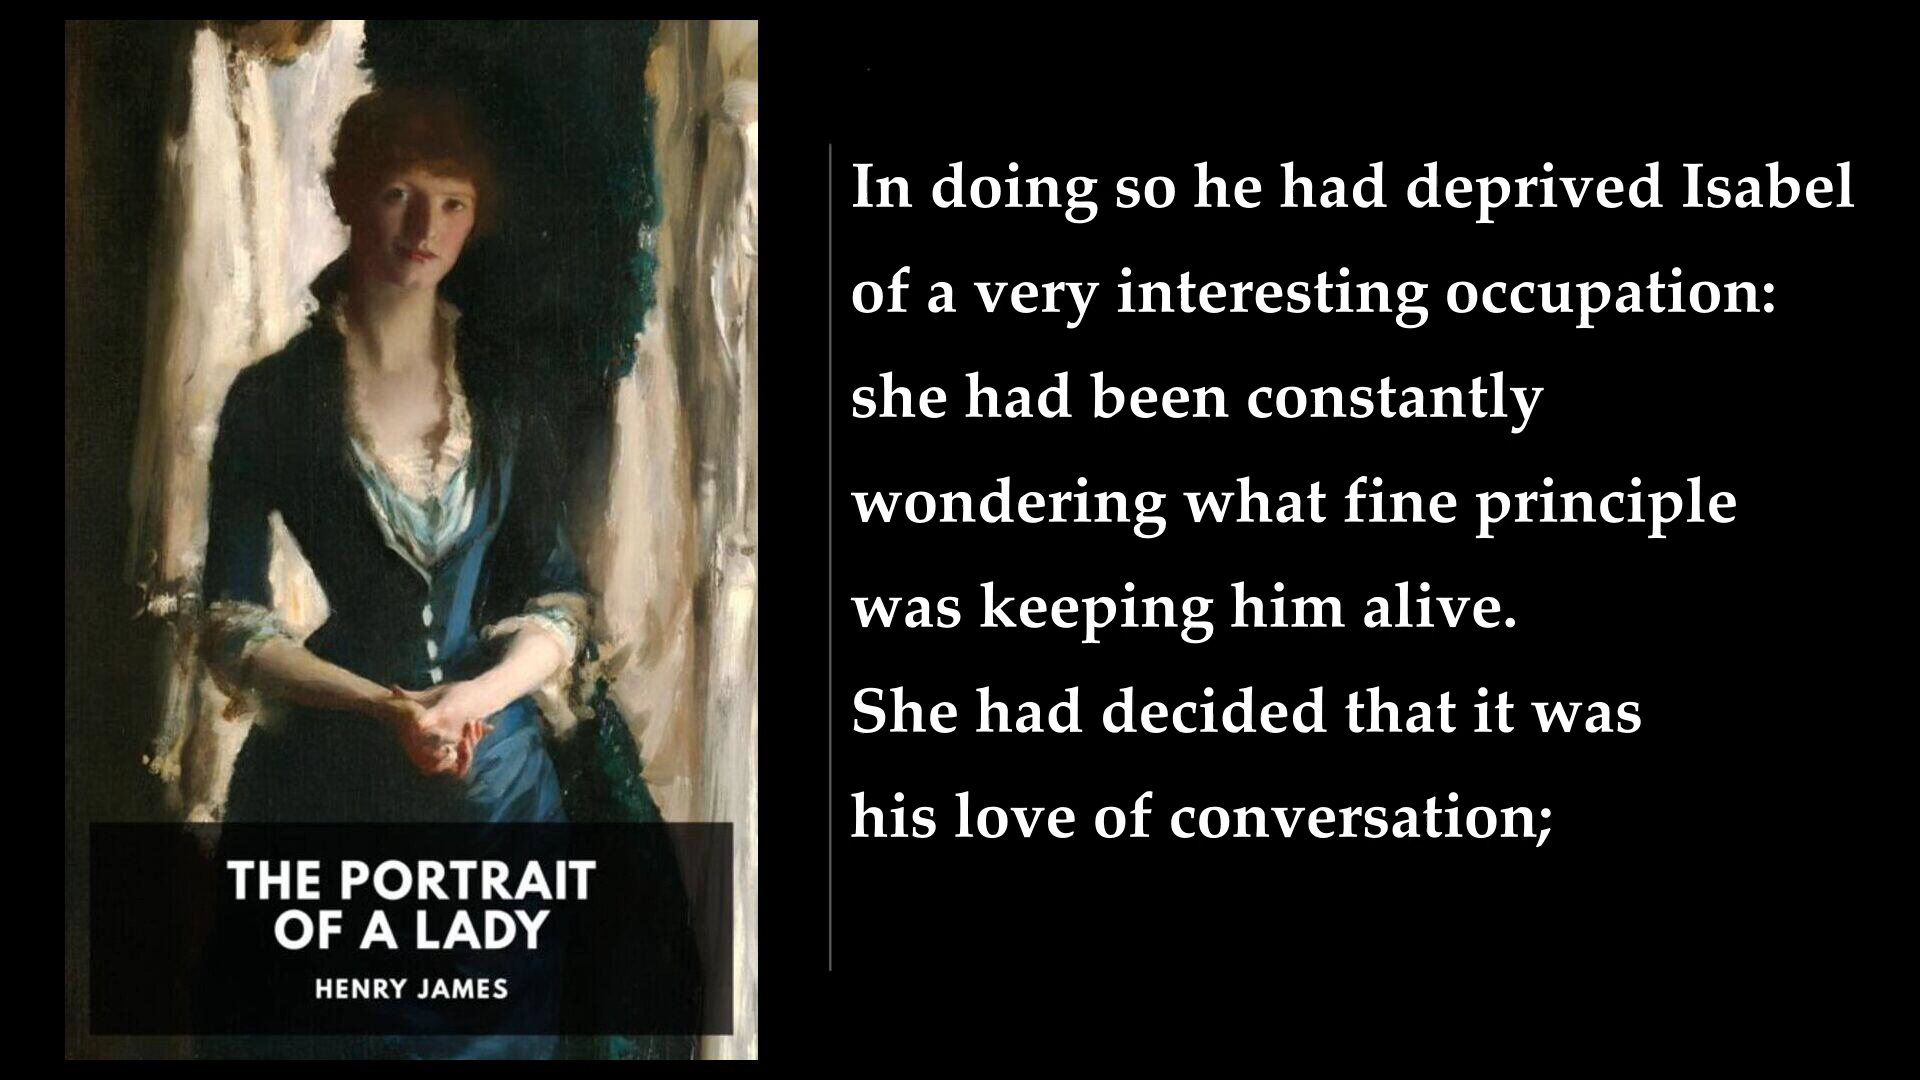 THE PORTRAIT
OF A LADY
HENRY JAMES
In doing so he had deprived Isabel
of a very interesting occupation:
she had been constantly
wondering what fine principle
was keeping him alive.
She had decided that it was
his love of conversation;